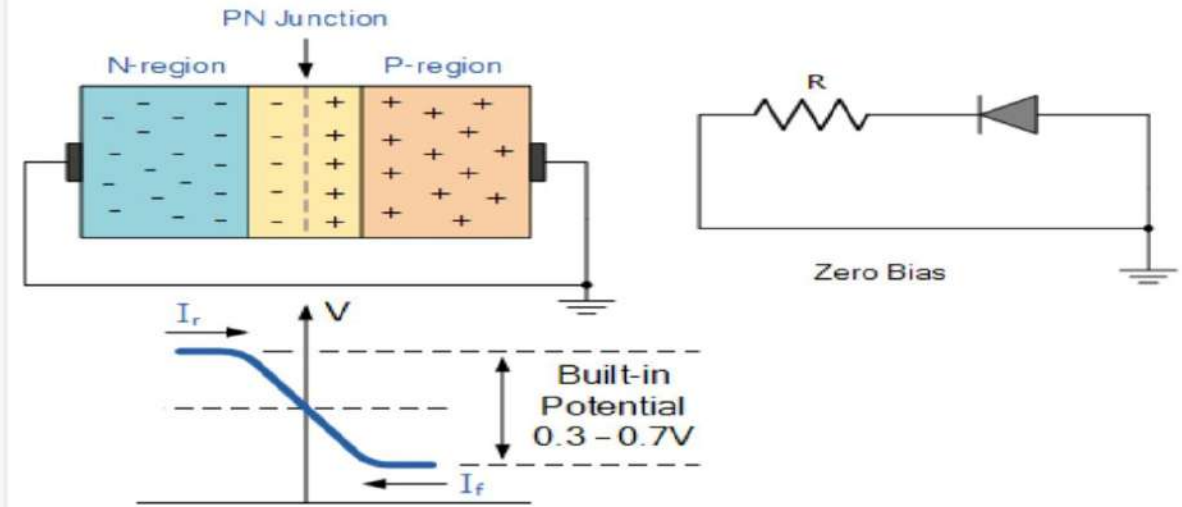 PN Junction
N-region
P-region
R
Zero Bias
Ir
V
Built-in
Potential
0.3 – 0.7V
If